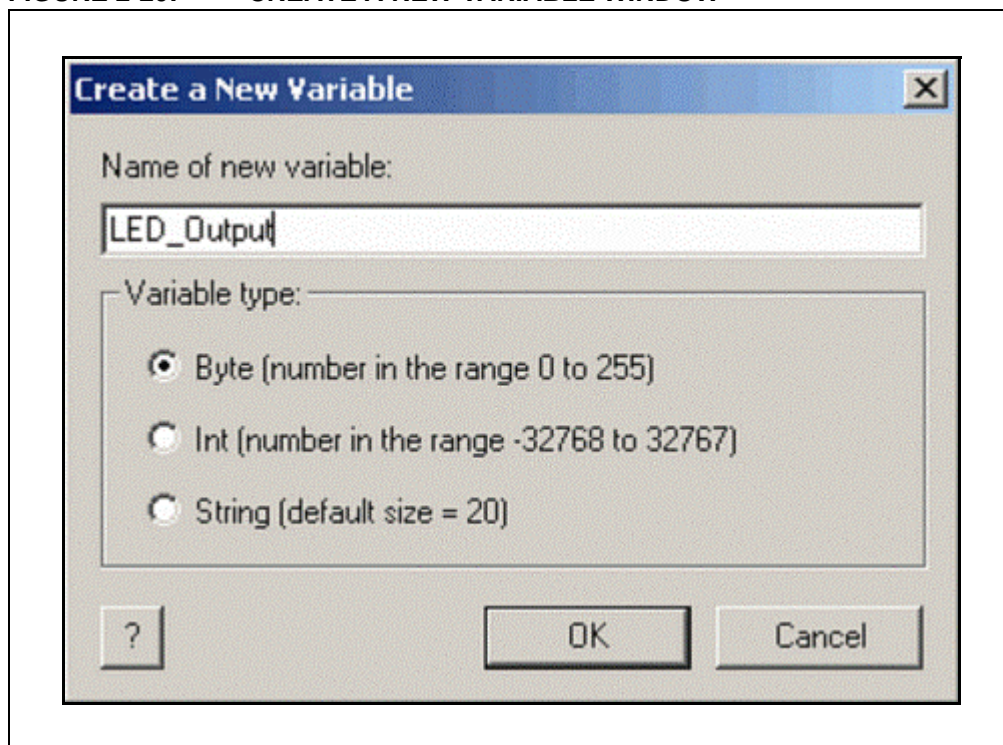 Create a New Variable
Name of new variable:
LED_Output
Variable type:
Byte (number in the range 0 to 255)
Int (number in the range -32768 to 32767)
String (default size = 20)
?
OK
Cancel